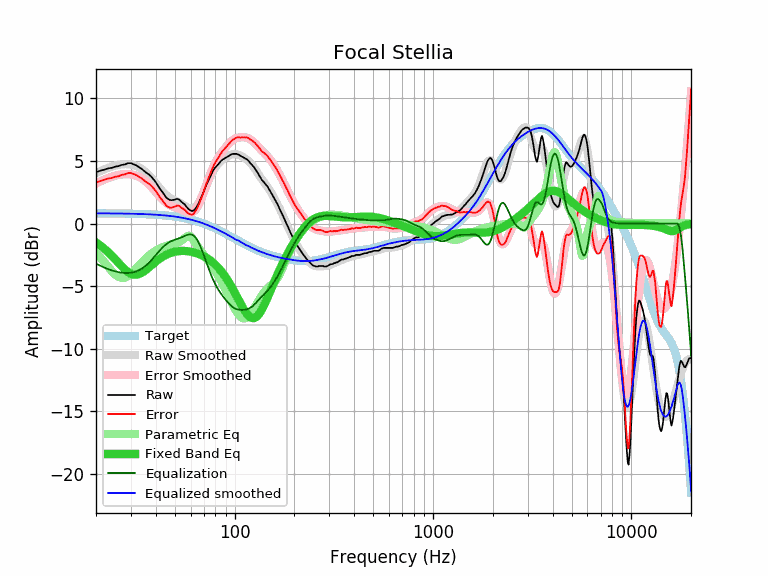 Focal Stellia
Amplitude (dBr)
10
5
0
−5
−10
−15
−20
Target
Raw Smoothed
Error Smoothed
Raw
Error
Parametric Eq
Fixed Band Eq
Equalization
Equalized smoothed
100
1000
10000
Frequency (Hz)